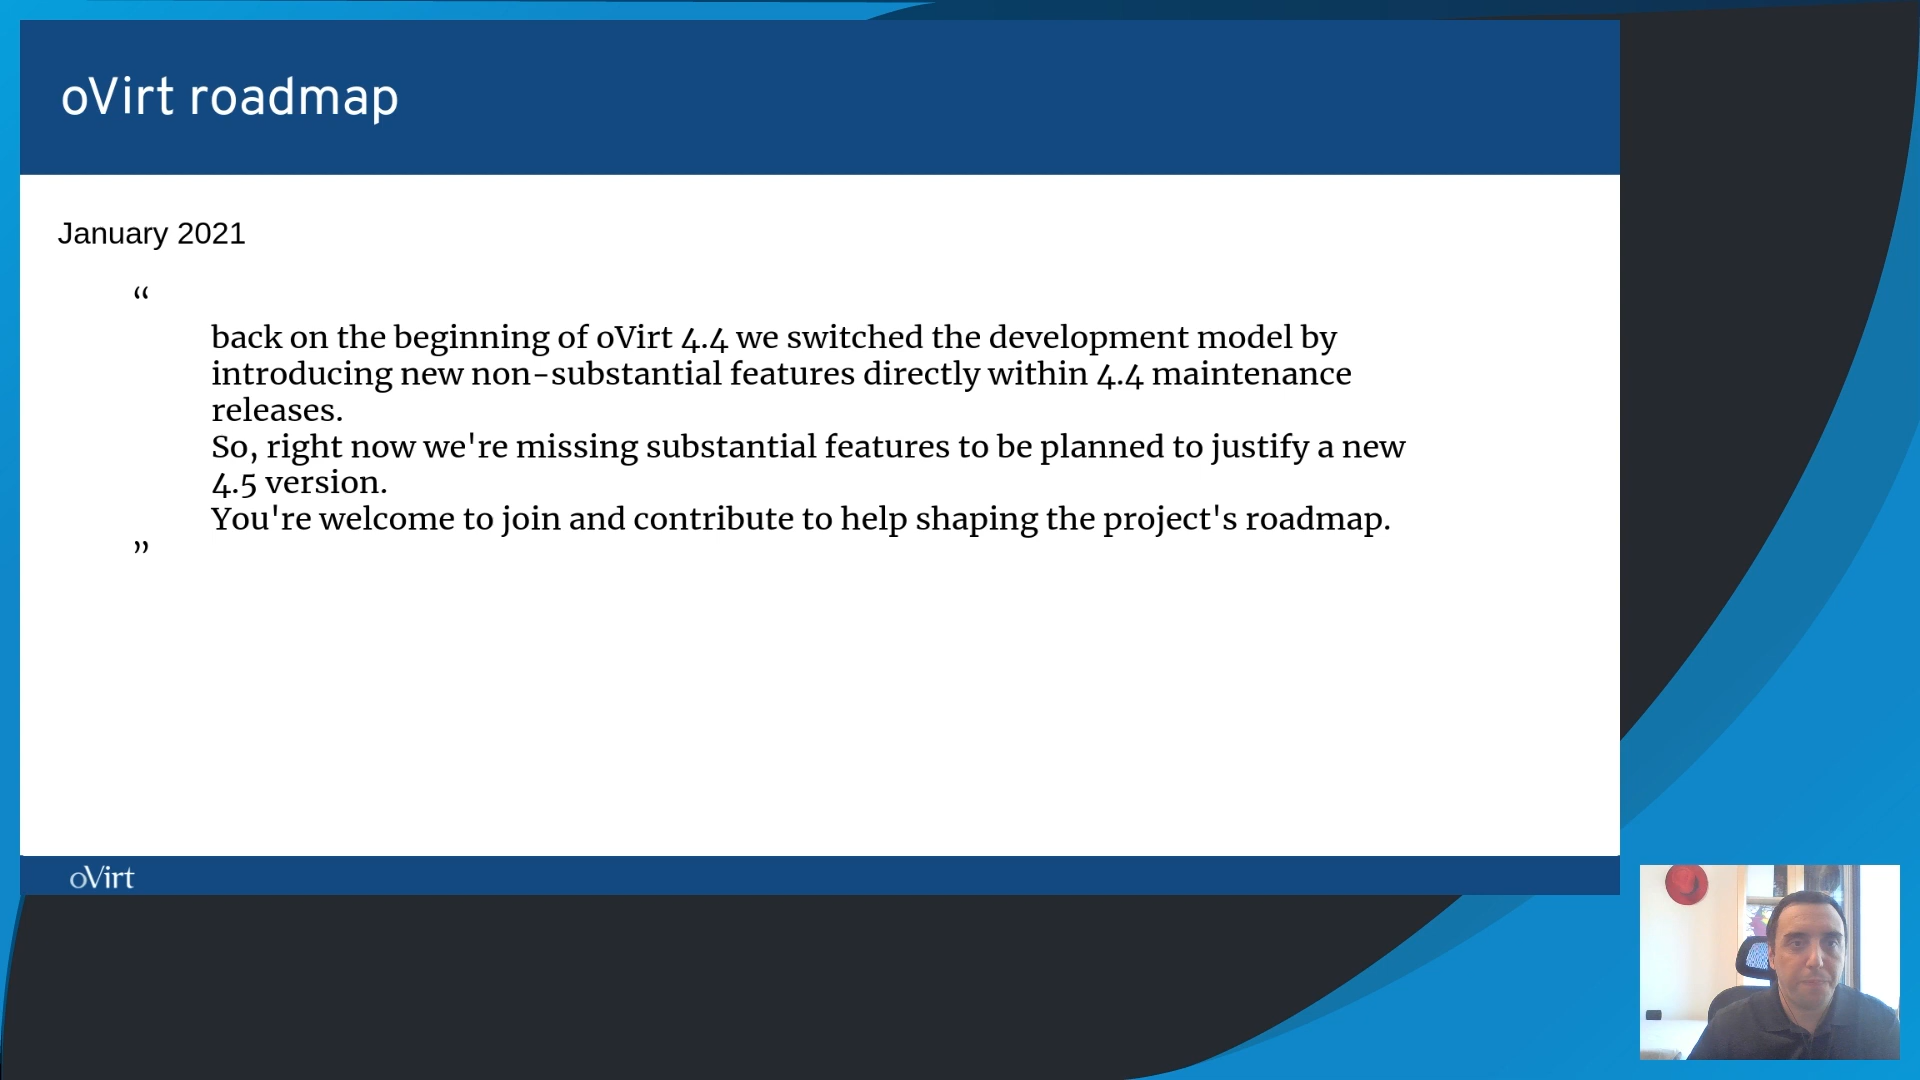 oVirt roadmap
January 2021
“
back on the beginning of oVirt 4.4 we switched the development model by
introducing new non-substantial features directly within 4.4 maintenance
releases.
So, right now we're missing substantial features to be planned to justify a new
4.5 version.
You're welcome to join and contribute to help shaping the project's roadmap.
”
oVirt